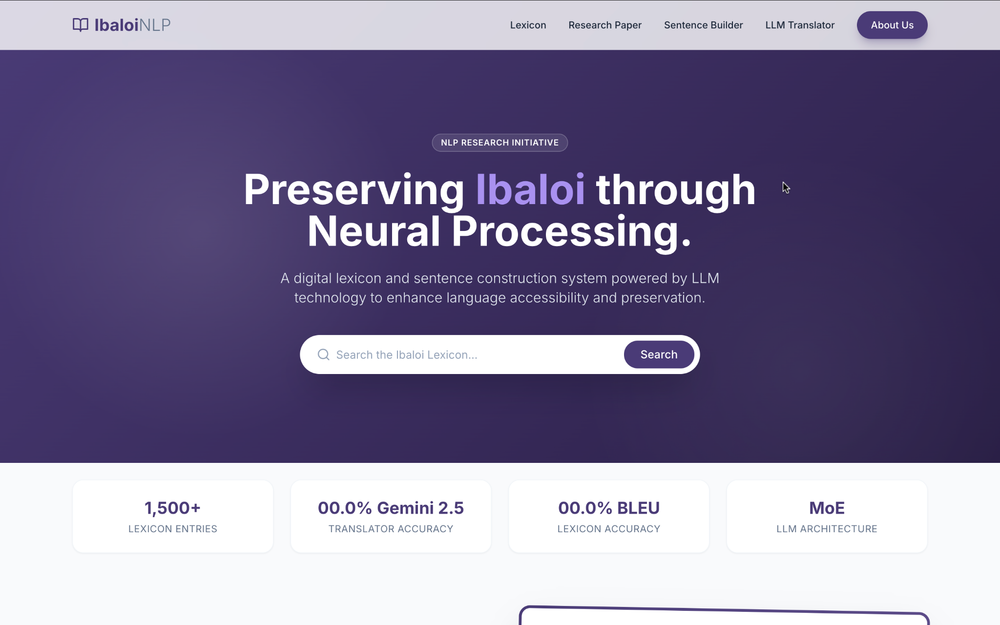 IbaloiNLP
Lexicon
Research Paper
Sentence Builder
LLM Translator
About Us
NLP RESEARCH INITIATIVE
Preserving Ibaloi through
Neural Processing.
A digital lexicon and sentence construction system powered by LLM
technology to enhance language accessibility and preservation.
Search the Ibaloi Lexicon...
Search
1,500+
LEXICON ENTRIES
00.0% Gemini 2.5
TRANSLATOR ACCURACY
00.0% BLEU
LEXICON ACCURACY
MoE
LLM ARCHITECTURE